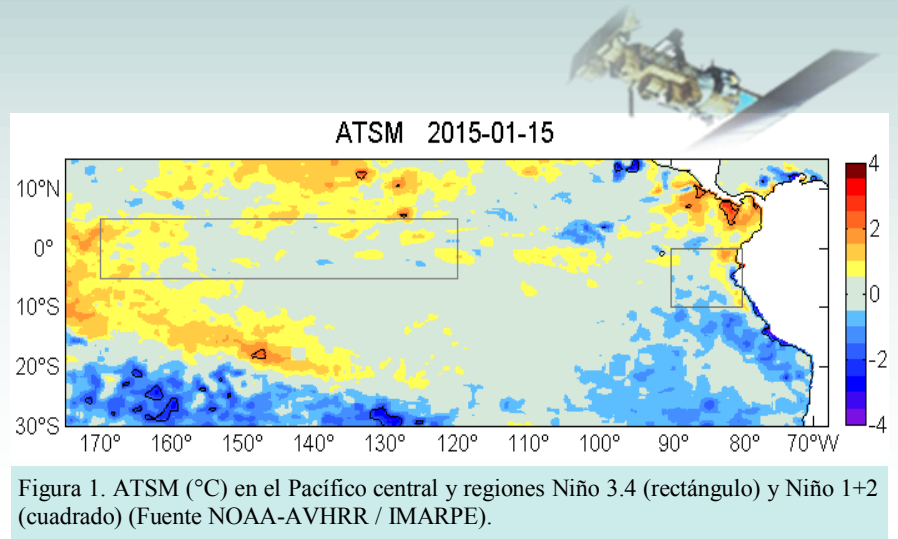 ATSM 2015-01-15
10°N
0°
10°S
20°S
30°S
170° 160° 150° 140° 130° 120° 110° 100° 90° 80° 70°W
4
2
0
-2
-4
Figura 1. ATSM (°C) en el Pacífico central y regiones Niño 3.4 (rectángulo) y Niño 1+2
(cuadrado) (Fuente NOAA-AVHRR / IMARPE).